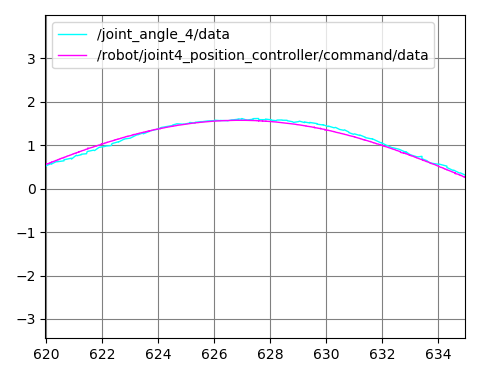 /joint_angle_4/data
/robot/joint4_position_controller/command/data
3
2
1
0
−1
−2
−3
620 622 624 626 628 630 632 634